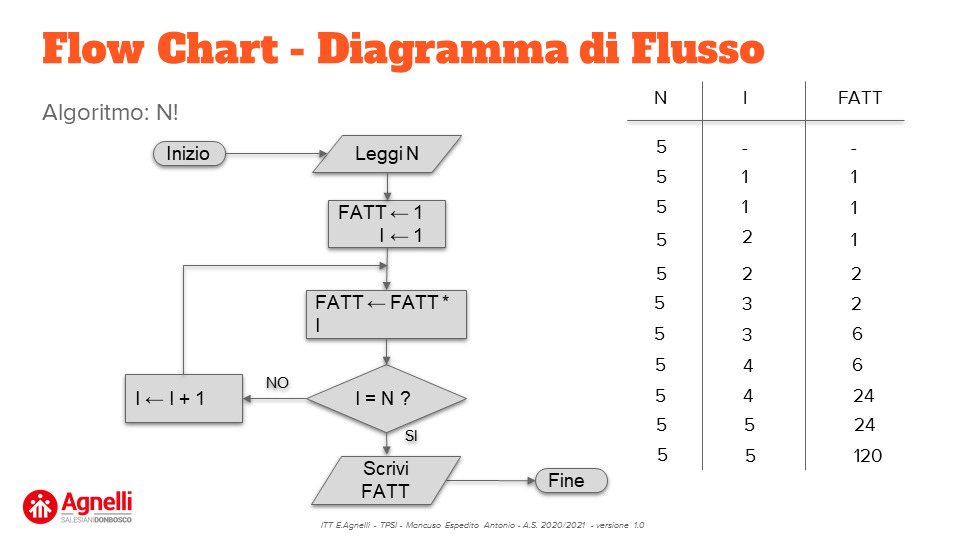 Flow Chart - Diagramma di Flusso
Algoritmo: N!
Inizio
Leggi N
FATT ← 1
I ← 1
FATT ← FATT *
I
I = N ?
NO
I ← I + 1
SI
Scrivi
FATT
Fine
N I FATT
5 - -
5 1 1
5 1 1
5 2 1
5 2 2
5 3 2
5 3 6
5 4 6
5 4 24
5 5 24
5 5 120
Agnelli
SALESIANIDONBOSCO
ITT E.Agnelli - TPSI - Mancuso Espedito Antonio - A.S. 2020/2021 - versione 1.0